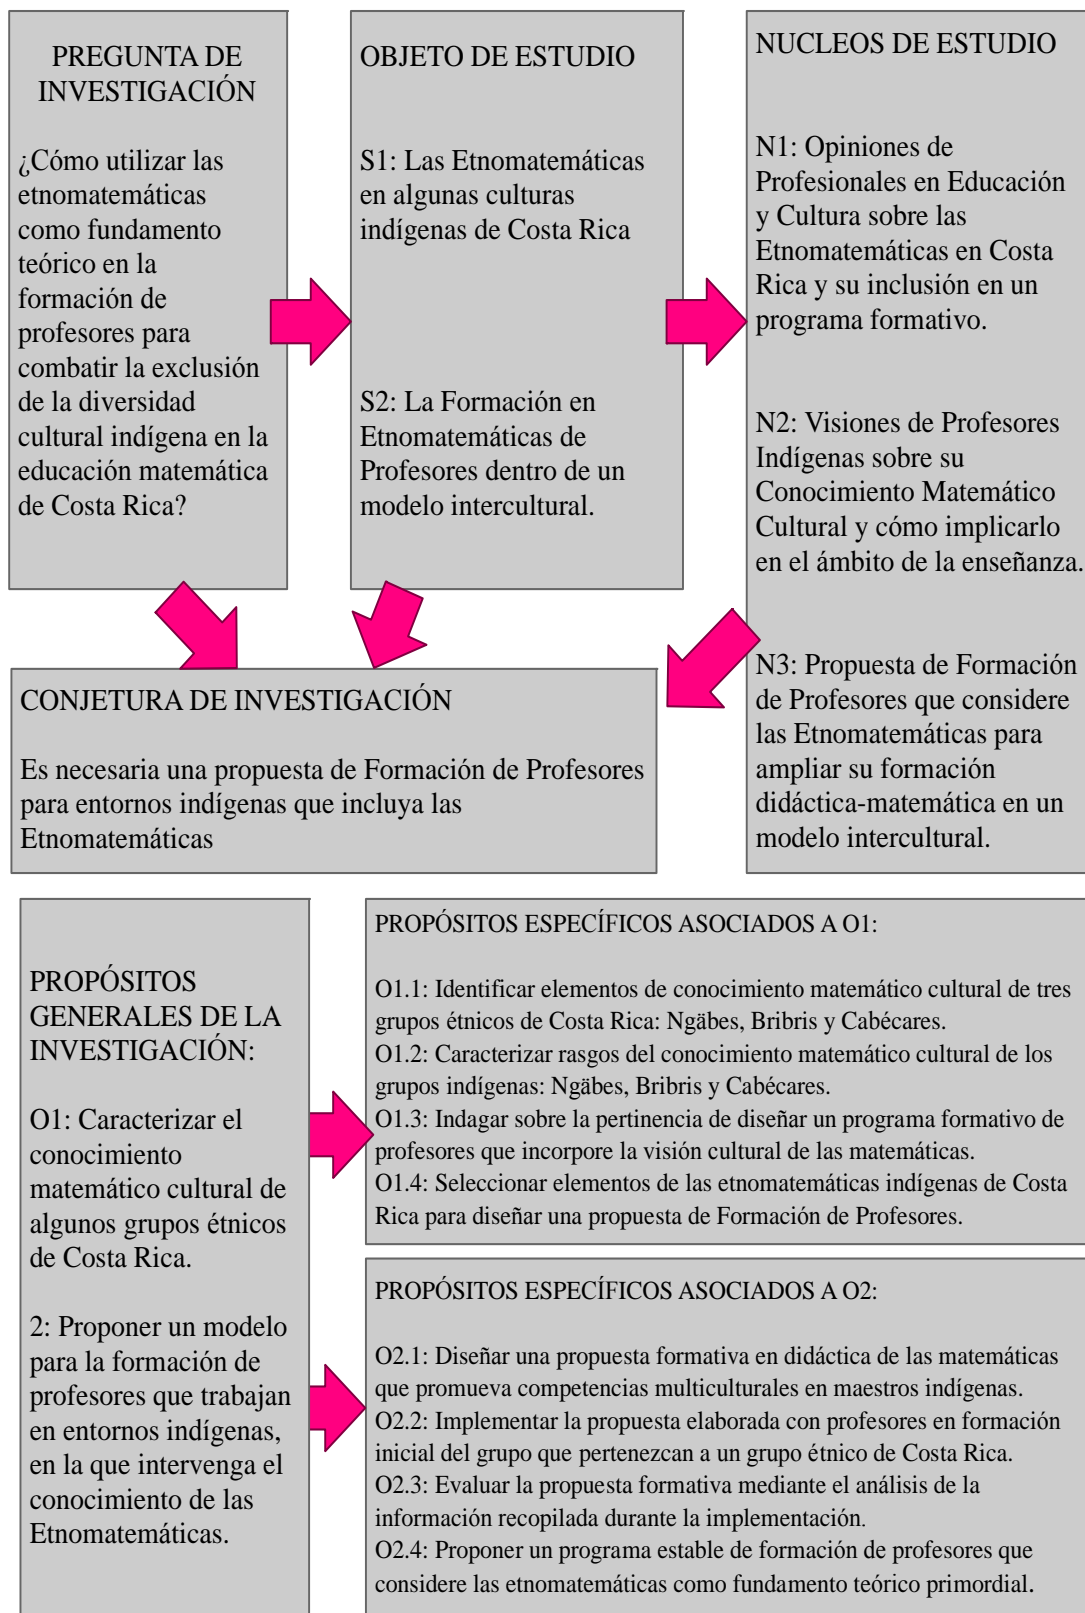 PREGUNTA DE
INVESTIGACIÓN
¿Cómo utilizar las
etnomatemáticas
como fundamento
teórico en la
formación de
profesores para
combatir la exclusión
de la diversidad
cultural indígena en la
educación matemática
de Costa Rica?
OBJETO DE ESTUDIO
S1: Las Etnomatemáticas
en algunas culturas
indígenas de Costa Rica
S2: La Formación en
Etnomatemáticas de
Profesores dentro de un
modelo intercultural.
NUCLEOS DE ESTUDIO
N1: Opiniones de
Profesionales en Educación
y Cultura sobre las
Etnomatemáticas en Costa
Rica y su inclusión en un
programa formativo.
N2: Visiones de Profesores
Indígenas sobre su
Conocimiento Matemático
Cultural y cómo implicarlo
en el ámbito de la enseñanza.
N3: Propuesta de Formación
de Profesores que considere
las Etnomatemáticas para
ampliar su formación
didáctica-matemática en un
modelo intercultural.
CONJETURA DE INVESTIGACIÓN
Es necesaria una propuesta de Formación de Profesores
para entornos indígenas que incluya las
Etnomatemáticas
PROPÓSITOS
GENERALES DE LA
INVESTIGACIÓN:
O1: Caracterizar el
conocimiento
matemático cultural de
algunos grupos étnicos
de Costa Rica.
2: Proponer un modelo
para la formación de
profesores que trabajan
en entornos indígenas,
en la que intervenga el
conocimiento de las
Etnomatemáticas.
PROPÓSITOS ESPECÍFICOS ASOCIADOS A O1:
O1.1: Identificar elementos de conocimiento matemático cultural de tres
grupos étnicos de Costa Rica: Ngäbes, Bribris y Cabécares.
O1.2: Caracterizar rasgos del conocimiento matemático cultural de los
grupos indígenas: Ngäbes, Bribris y Cabécares.
O1.3: Indagar sobre la pertinencia de diseñar un programa formativo de
profesores que incorpore la visión cultural de las matemáticas.
O1.4: Seleccionar elementos de las etnomatemáticas indígenas de Costa
Rica para diseñar una propuesta de Formación de Profesores.
PROPÓSITOS ESPECÍFICOS ASOCIADOS A O2:
O2.1: Diseñar una propuesta formativa en didáctica de las matemáticas
que promueva competencias multiculturales en maestros indígenas.
O2.2: Implementar la propuesta elaborada con profesores en formación
inicial del grupo que pertenezcan a un grupo étnico de Costa Rica.
O2.3: Evaluar la propuesta formativa mediante el análisis de la
información recopilada durante la implementación.
O2.4: Proponer un programa estable de formación de profesores que
considere las etnomatemáticas como fundamento teórico primordial.